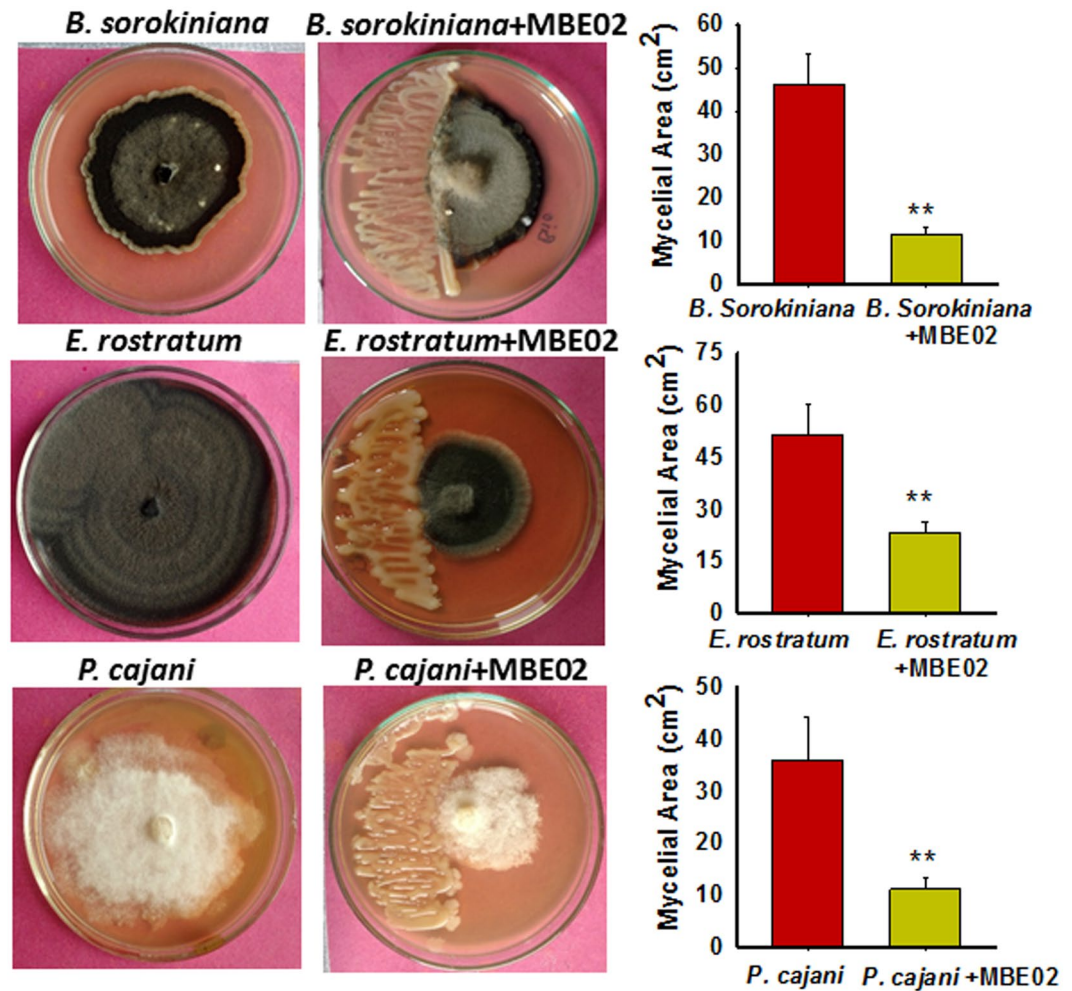 B. sorokiniana
B. sorokiniana+MBE02
Bio
Mycelial Area (cm2)
60
50
40
30
20
10
0
**
B. Sorokiniana
B. Sorokiniana
+MBE02
E. rostratum
E. rostratum+MBE02
Mycelial Area (cm2)
75
60
45
30
15
0
**
E. rostratum
E. rostratum
+MBE02
P. cajani
P. cajani+MBE02
Mycelial Area (cm2)
50
40
30
20
10
0
**
P. cajani
P. cajani +MBE02